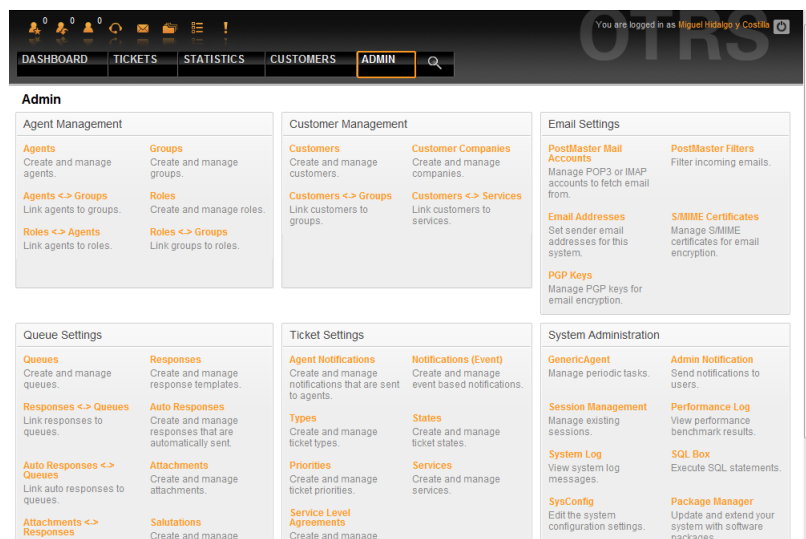 0 0 0
You are logged in as Miguel Hidalgo y Costilla
OTRS
DASHBOARD TICKETS STATISTICS CUSTOMERS ADMIN
Admin
Agent Management
Agents
Create and manage
agents.
Groups
Create and manage
groups.
Agents <-> Groups
Link agents to groups.
Roles
Create and manage roles.
Roles <-> Agents
Link agents to roles.
Roles <-> Groups
Link groups to roles.
Customer Management
Customers
Create and manage
customers.
Customer Companies
Create and manage
companies.
Customers <-> Groups
Link customers to
groups.
Customers <-> Services
Link customers to
services.
Email Settings
PostMaster Mail
Accounts
Manage POP3 or IMAP
accounts to fetch email
from.
PostMaster Filters
Filter incoming emails.
Email Addresses
Set sender email
addresses for this
system.
S/MIME Certificates
Manage S/MIME
certificates for email
encryption.
PGP Keys
Manage PGP keys for
email encryption.
Queue Settings
Queues
Create and manage
queues.
Responses
Create and manage
response templates.
Responses <-> Queues
Link responses to
queues.
Auto Responses
Create and manage
responses that are
automatically sent.
Auto Responses <->
Queues
Link auto responses to
queues.
Attachments
Create and manage
attachments.
Attachments <->
Responses
Salutations
Create and manage
Ticket Settings
Agent Notifications
Create and manage
notifications that are sent
to agents.
Notifications (Event)
Create and manage
event based notifications.
Types
Create and manage
ticket types.
States
Create and manage
ticket states.
Priorities
Create and manage
ticket priorities.
Services
Create and manage
services.
Service Level
Agreements
Create and manage
System Administration
GenericAgent
Manage periodic tasks.
Admin Notification
Send notifications to
users.
Session Management
Manage existing
sessions.
Performance Log
View performance
benchmark results.
System Log
View system log
messages.
SQL Box
Execute SQL statements.
SysConfig
Edit the system
configuration settings.
Package Manager
Update and extend your
system with software
packages.